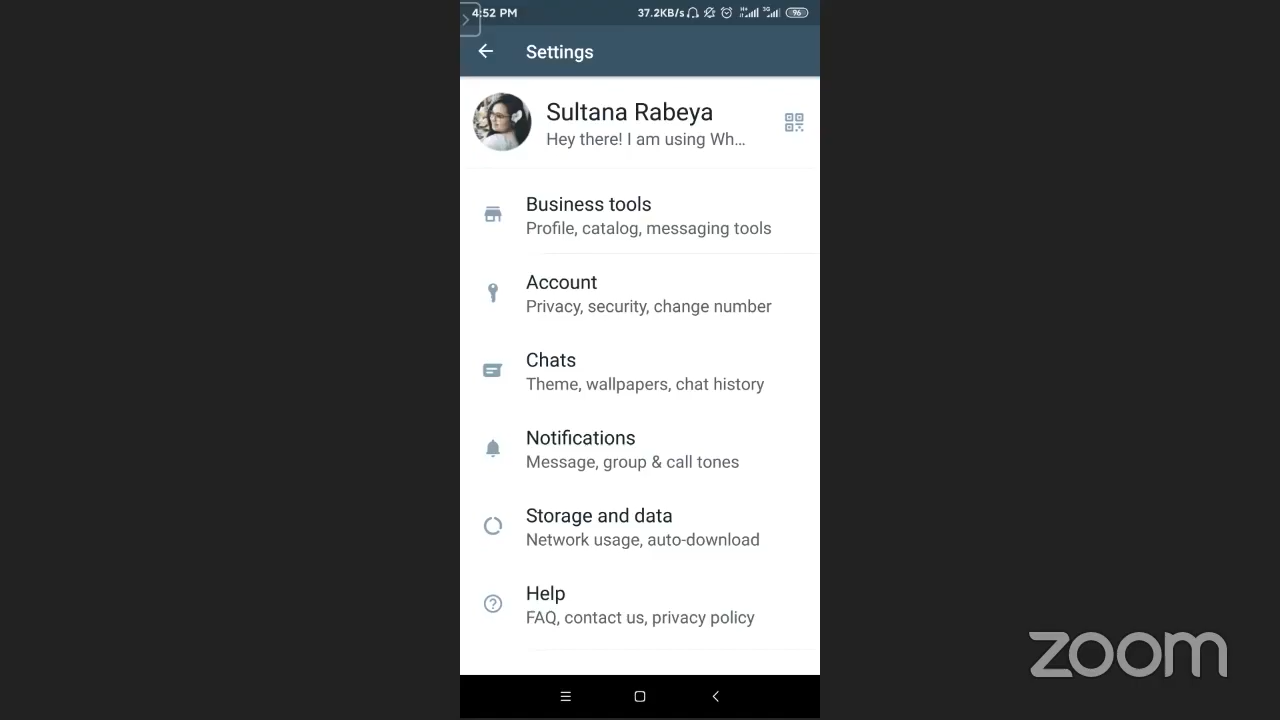 4:52 PM 37.2KB/s H+ 3G 96
Settings
Sultana Rabeya
Hey there! I am using Wh...
Business tools
Profile, catalog, messaging tools
Account
Privacy, security, change number
Chats
Theme, wallpapers, chat history
Notifications
Message, group & call tones
Storage and data
Network usage, auto-download
Help
FAQ, contact us, privacy policy
zoom